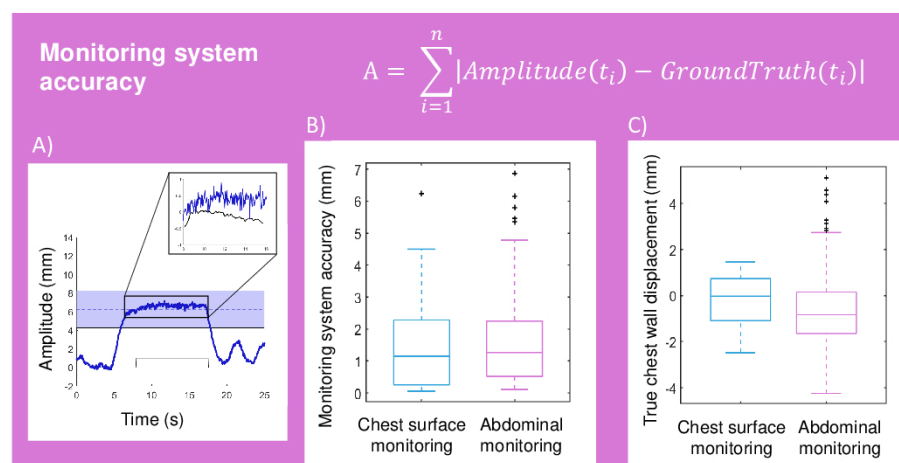 Monitoring system
accuracy
A = n∑i=1 |Amplitude(ti) − GroundTruth(ti)|
A)
Amplitude (mm)
14
12
10
8
6
4
2
0
-2
0 5 10 15 20 25
Time (s)
B)
Monitoring system accuracy (mm)
7
6
5
4
3
2
1
0
Chest surface Abdominal
monitoring monitoring
C)
True chest wall displacement (mm)
4
2
0
-2
-4
Chest surface Abdominal
monitoring monitoring